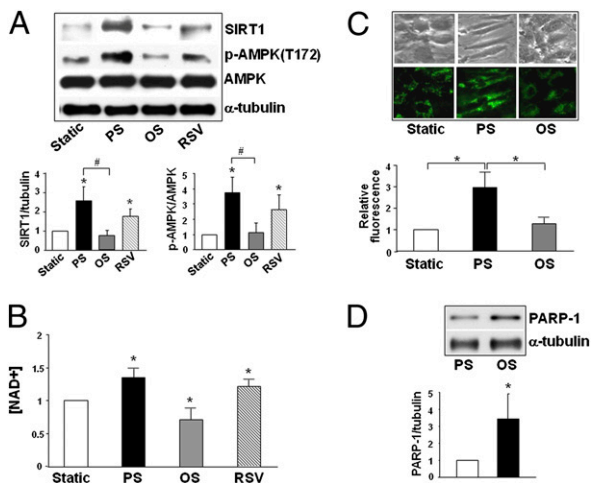 A
SIRT1
p-AMPK(T172)
AMPK
α-tubulin
Static PS OS RSV
SIRT1/tubulin
4
3
2
1
0
#
*
*
Static PS OS RSV
p-AMPK/AMPK
5
4
3
2
1
0
#
*
*
Static PS OS RSV
B
[NAD+]
2
1.5
1
0.5
0
*
*
*
Static PS OS RSV
C
Static PS OS
Relative
fluorescence
4
3
2
1
0
* *
Static PS OS
D
PARP-1
α-tubulin
PS OS
PARP-1/tubulin
5
4
3
2
1
0
*